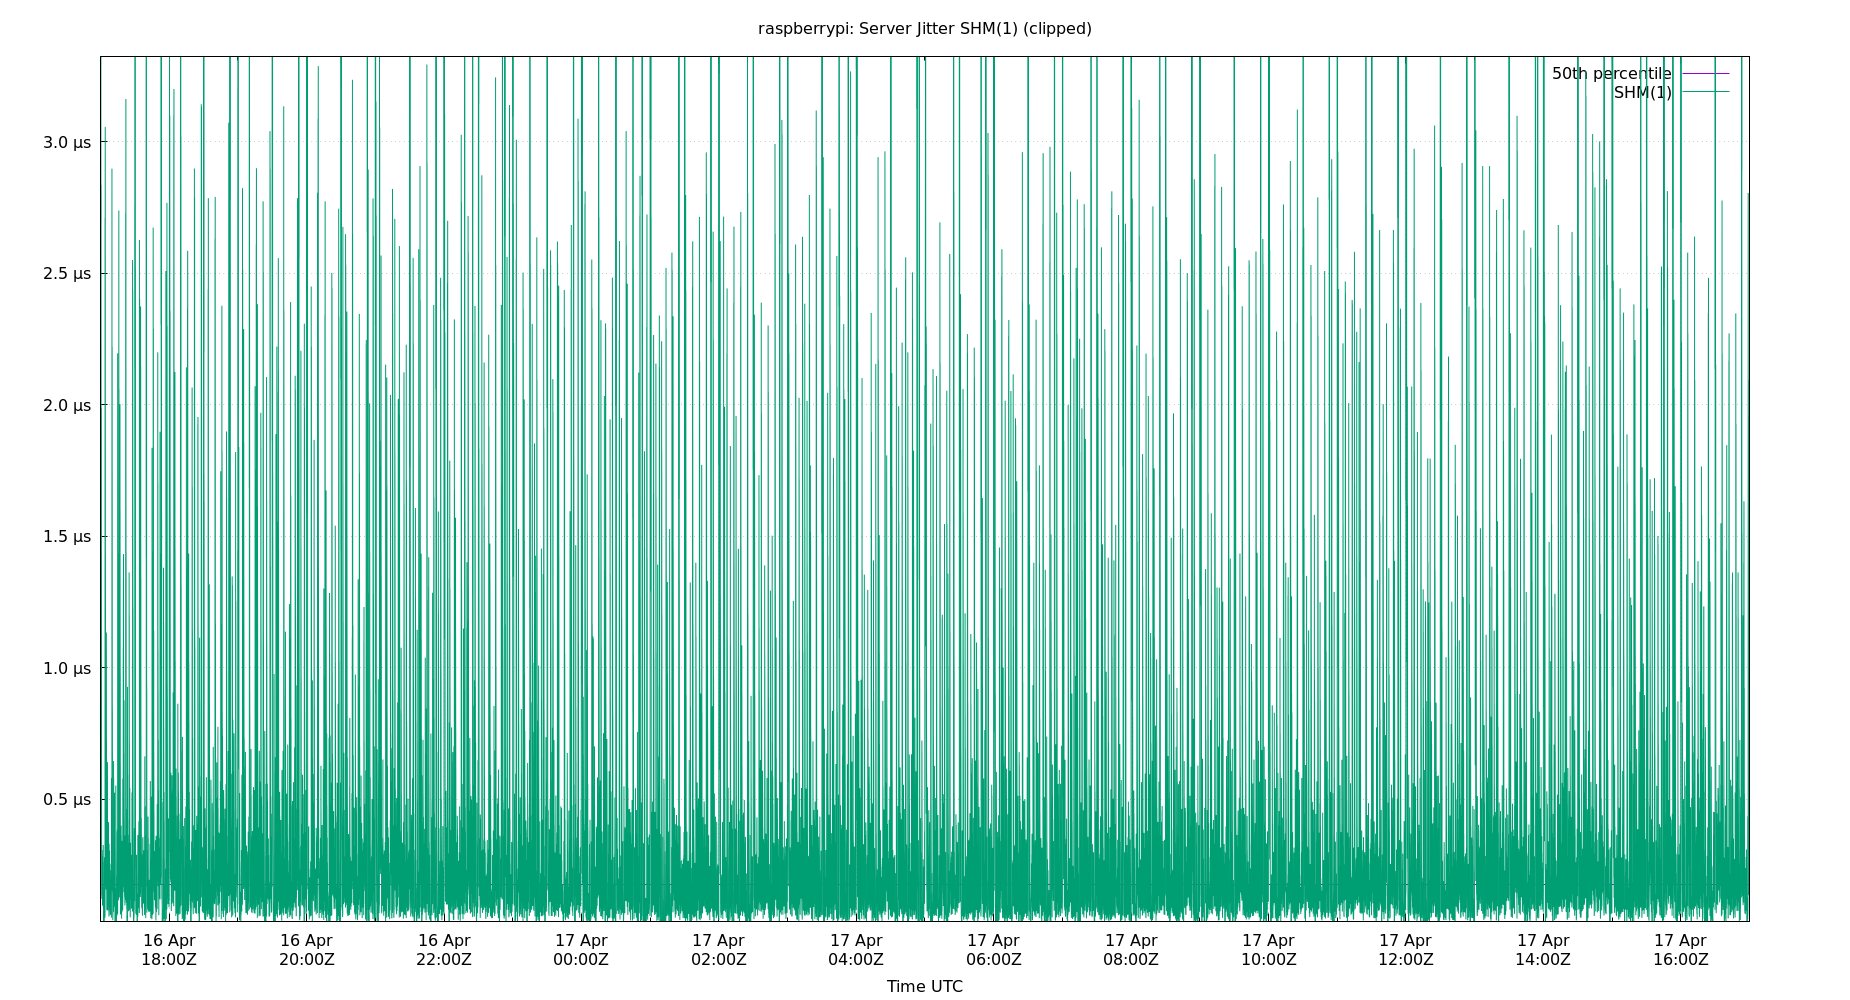 raspberrypi: Server Jitter SHM(1) (clipped)
50th percentile
SHM(1)
3.0 µs
2.5 µs
2.0 µs
1.5 µs
1.0 µs
0.5 µs
16 Apr 16 Apr 16 Apr 17 Apr 17 Apr 17 Apr 17 Apr 17 Apr 17 Apr 17 Apr 17 Apr 17 Apr
18:00Z 20:00Z 22:00Z 00:00Z 02:00Z 04:00Z 06:00Z 08:00Z 10:00Z 12:00Z 14:00Z 16:00Z
Time UTC